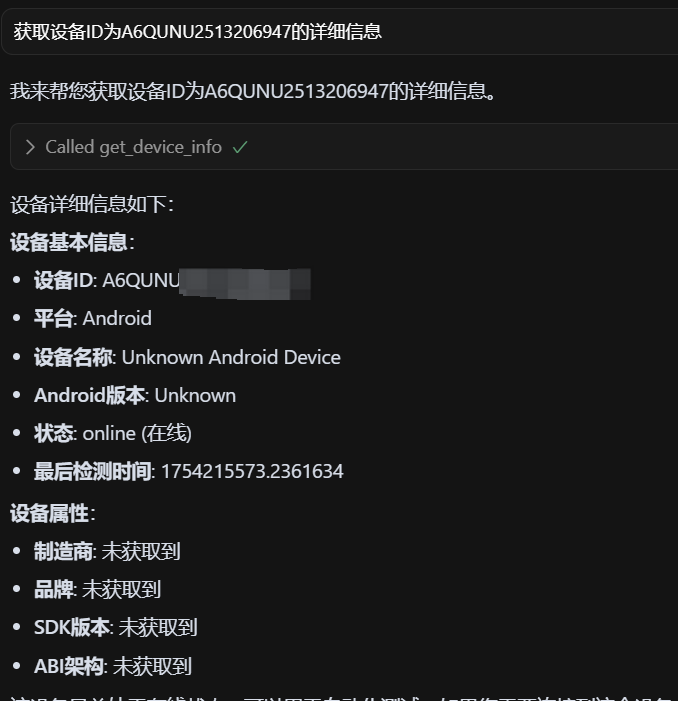 获取设备ID为A6QUNU2513206947的详细信息
我来帮您获取设备ID为A6QUNU2513206947的详细信息。
Called get_device_info
设备详细信息如下：
设备基本信息：
设备ID: A6QUNU
平台: Android
设备名称: Unknown Android Device
Android版本: Unknown
状态: online (在线)
最后检测时间: 1754215573.2361634
设备属性：
制造商: 未获取到
品牌: 未获取到
SDK版本: 未获取到
ABI架构: 未获取到